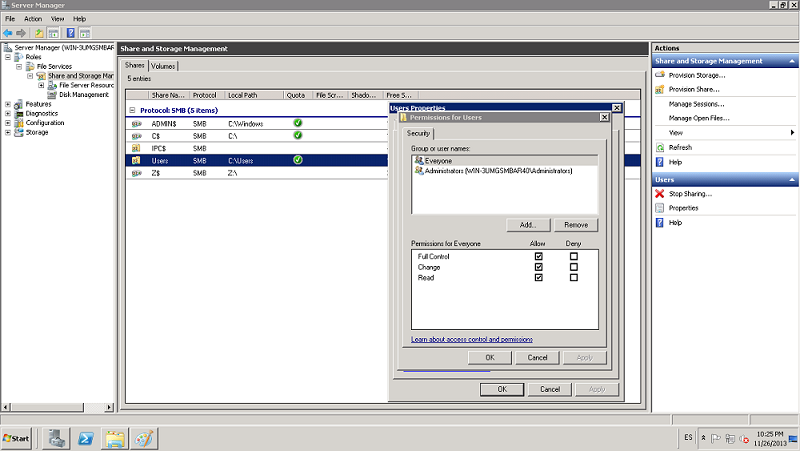 Server Manager
File Action View Help
Server Manager (WIN-3UMGSMBAR
Roles
File Services
Share and Storage Mar
File Server Resourc
Disk Management
Features
Diagnostics
Configuration
Storage
Share and Storage Management
Shares Volumes
5 entries
Share Na... Protocol Local Path Quota File Scr... Shado... Free S...
Protocol: SMB (5 items)
ADMIN$ SMB C:\Windows
C$ SMB C:\
IPC$ SMB
Users SMB C:\Users
Z$ SMB Z:\
Users Properties
Permissions for Users
Security
Group or user names:
Everyone
Administrators (WIN-3UMGSMBAR40\Administrators)
Add... Remove
Permissions for Everyone Allow Deny
Full Control
Change
Read
Learn about access control and permissions
OK Cancel Apply
OK Cancel Apply
Actions
Share and Storage Management
Provision Storage...
Provision Share...
Manage Sessions...
Manage Open Files...
View
Refresh
Help
Users
Stop Sharing...
Properties
Help
Start
ES
10:25 PM
11/26/2013